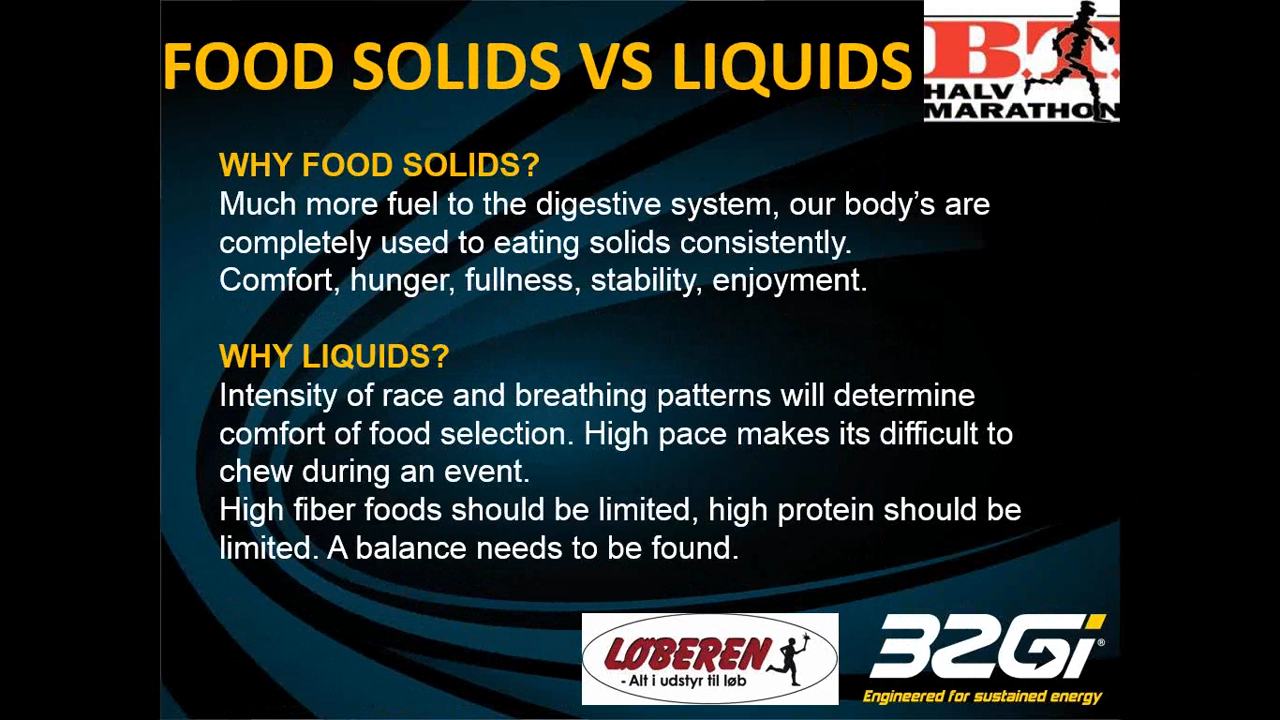 FOOD SOLIDS VS LIQUIDS
B.T.
HALV
MARATHON
WHY FOOD SOLIDS?
Much more fuel to the digestive system, our body’s are
completely used to eating solids consistently.
Comfort, hunger, fullness, stability, enjoyment.
WHY LIQUIDS?
Intensity of race and breathing patterns will determine
comfort of food selection. High pace makes its difficult to
chew during an event.
High fiber foods should be limited, high protein should be
limited. A balance needs to be found.
LØBEREN
- Alt i udstyr til løb
32Gi®
Engineered for sustained energy